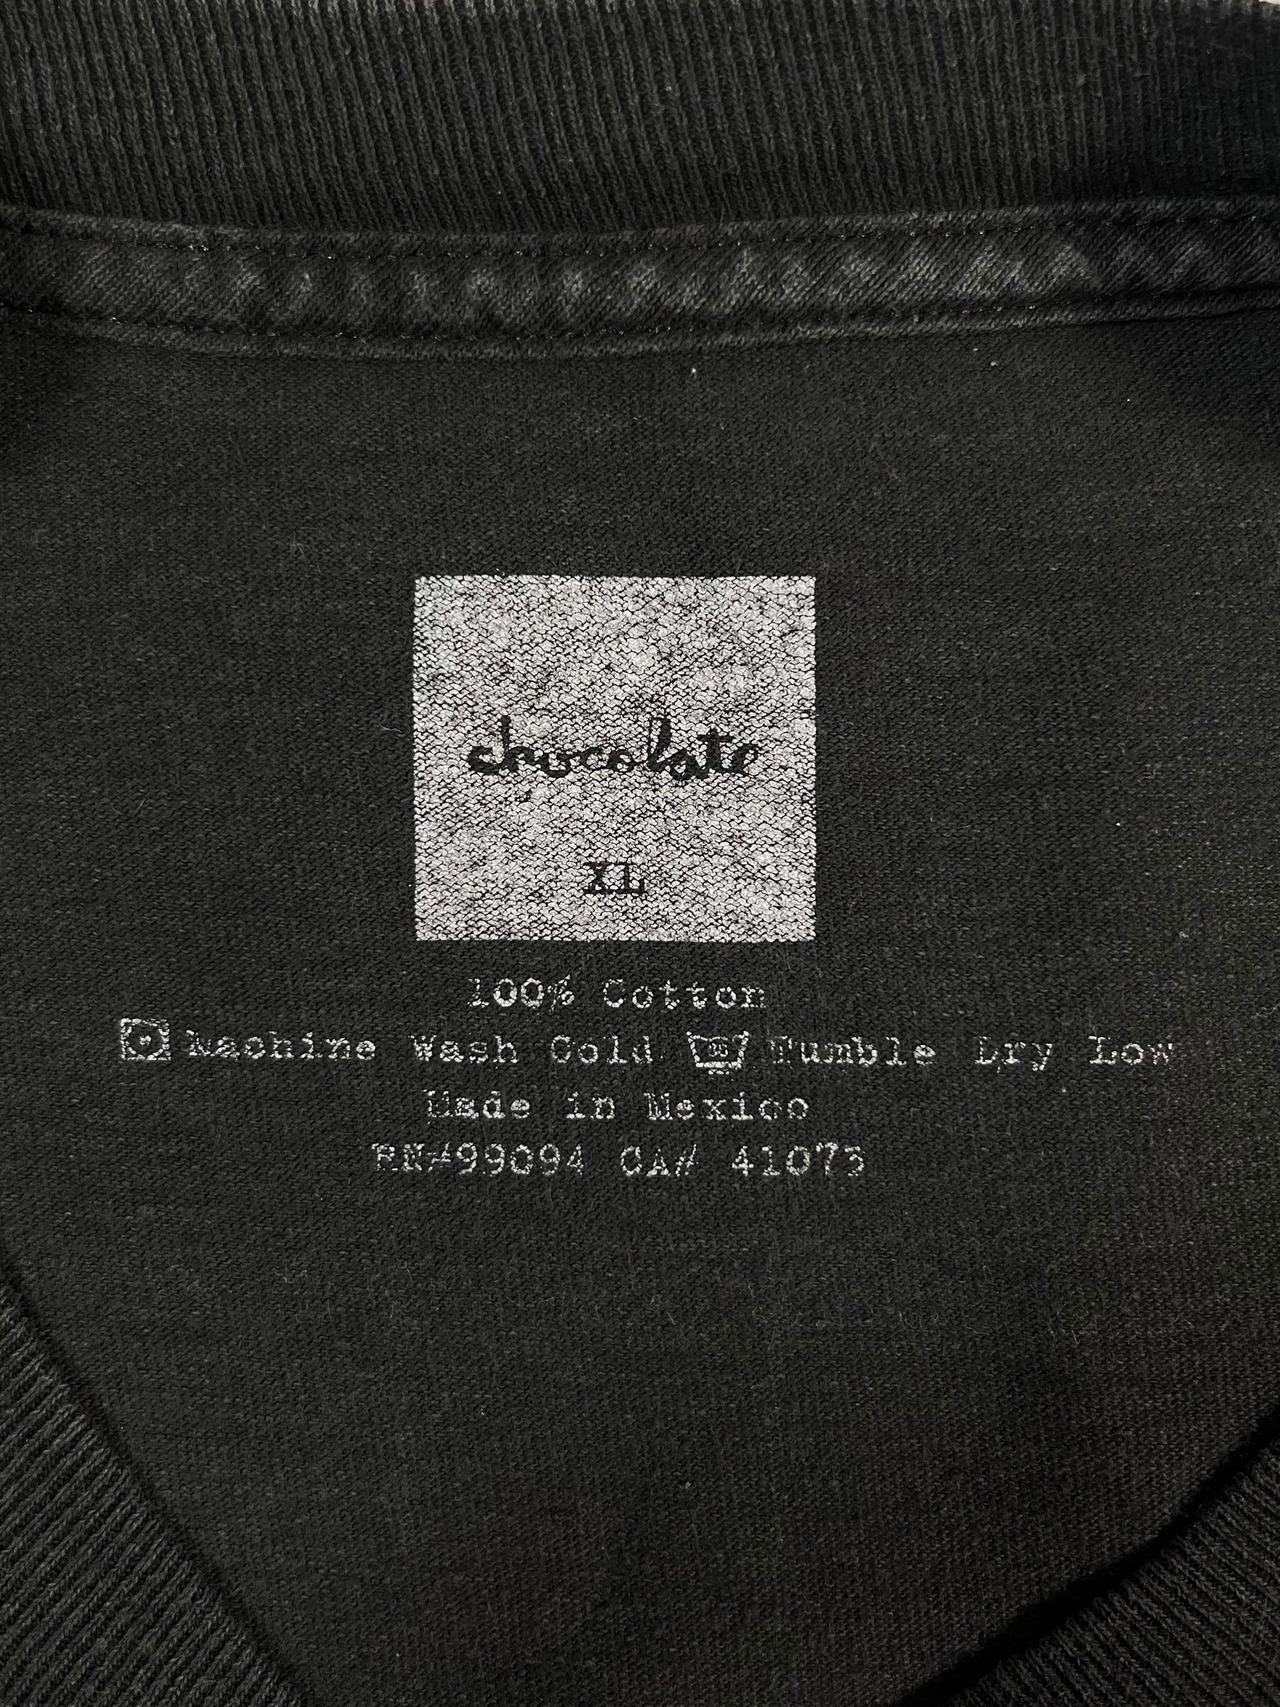 chocolate
XL
100% Cotton
Machine Wash Cold Tumble Dry Low
Made in Mexico
RN#99094 CA# 41073